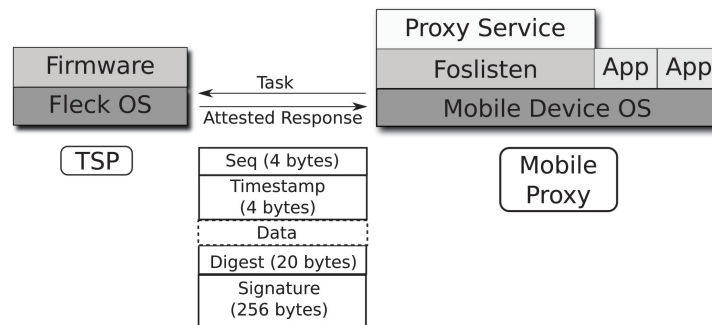 Firmware
Fleck OS
TSP
Task
Attested Response
Seq (4 bytes)
Timestamp
(4 bytes)
Data
Digest (20 bytes)
Signature
(256 bytes)
Proxy Service
Foslisten
App
App
Mobile Device OS
Mobile
Proxy